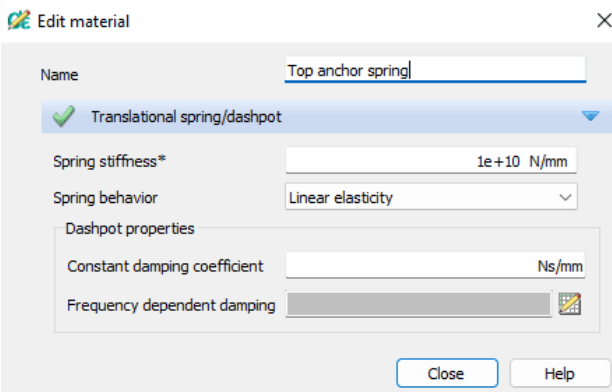 Edit material
Name Top anchor spring
Translational spring/dashpot
Spring stiffness* 1e+10 N/mm
Spring behavior Linear elasticity
Dashpot properties
Constant damping coefficient Ns/mm
Frequency dependent damping
Close Help